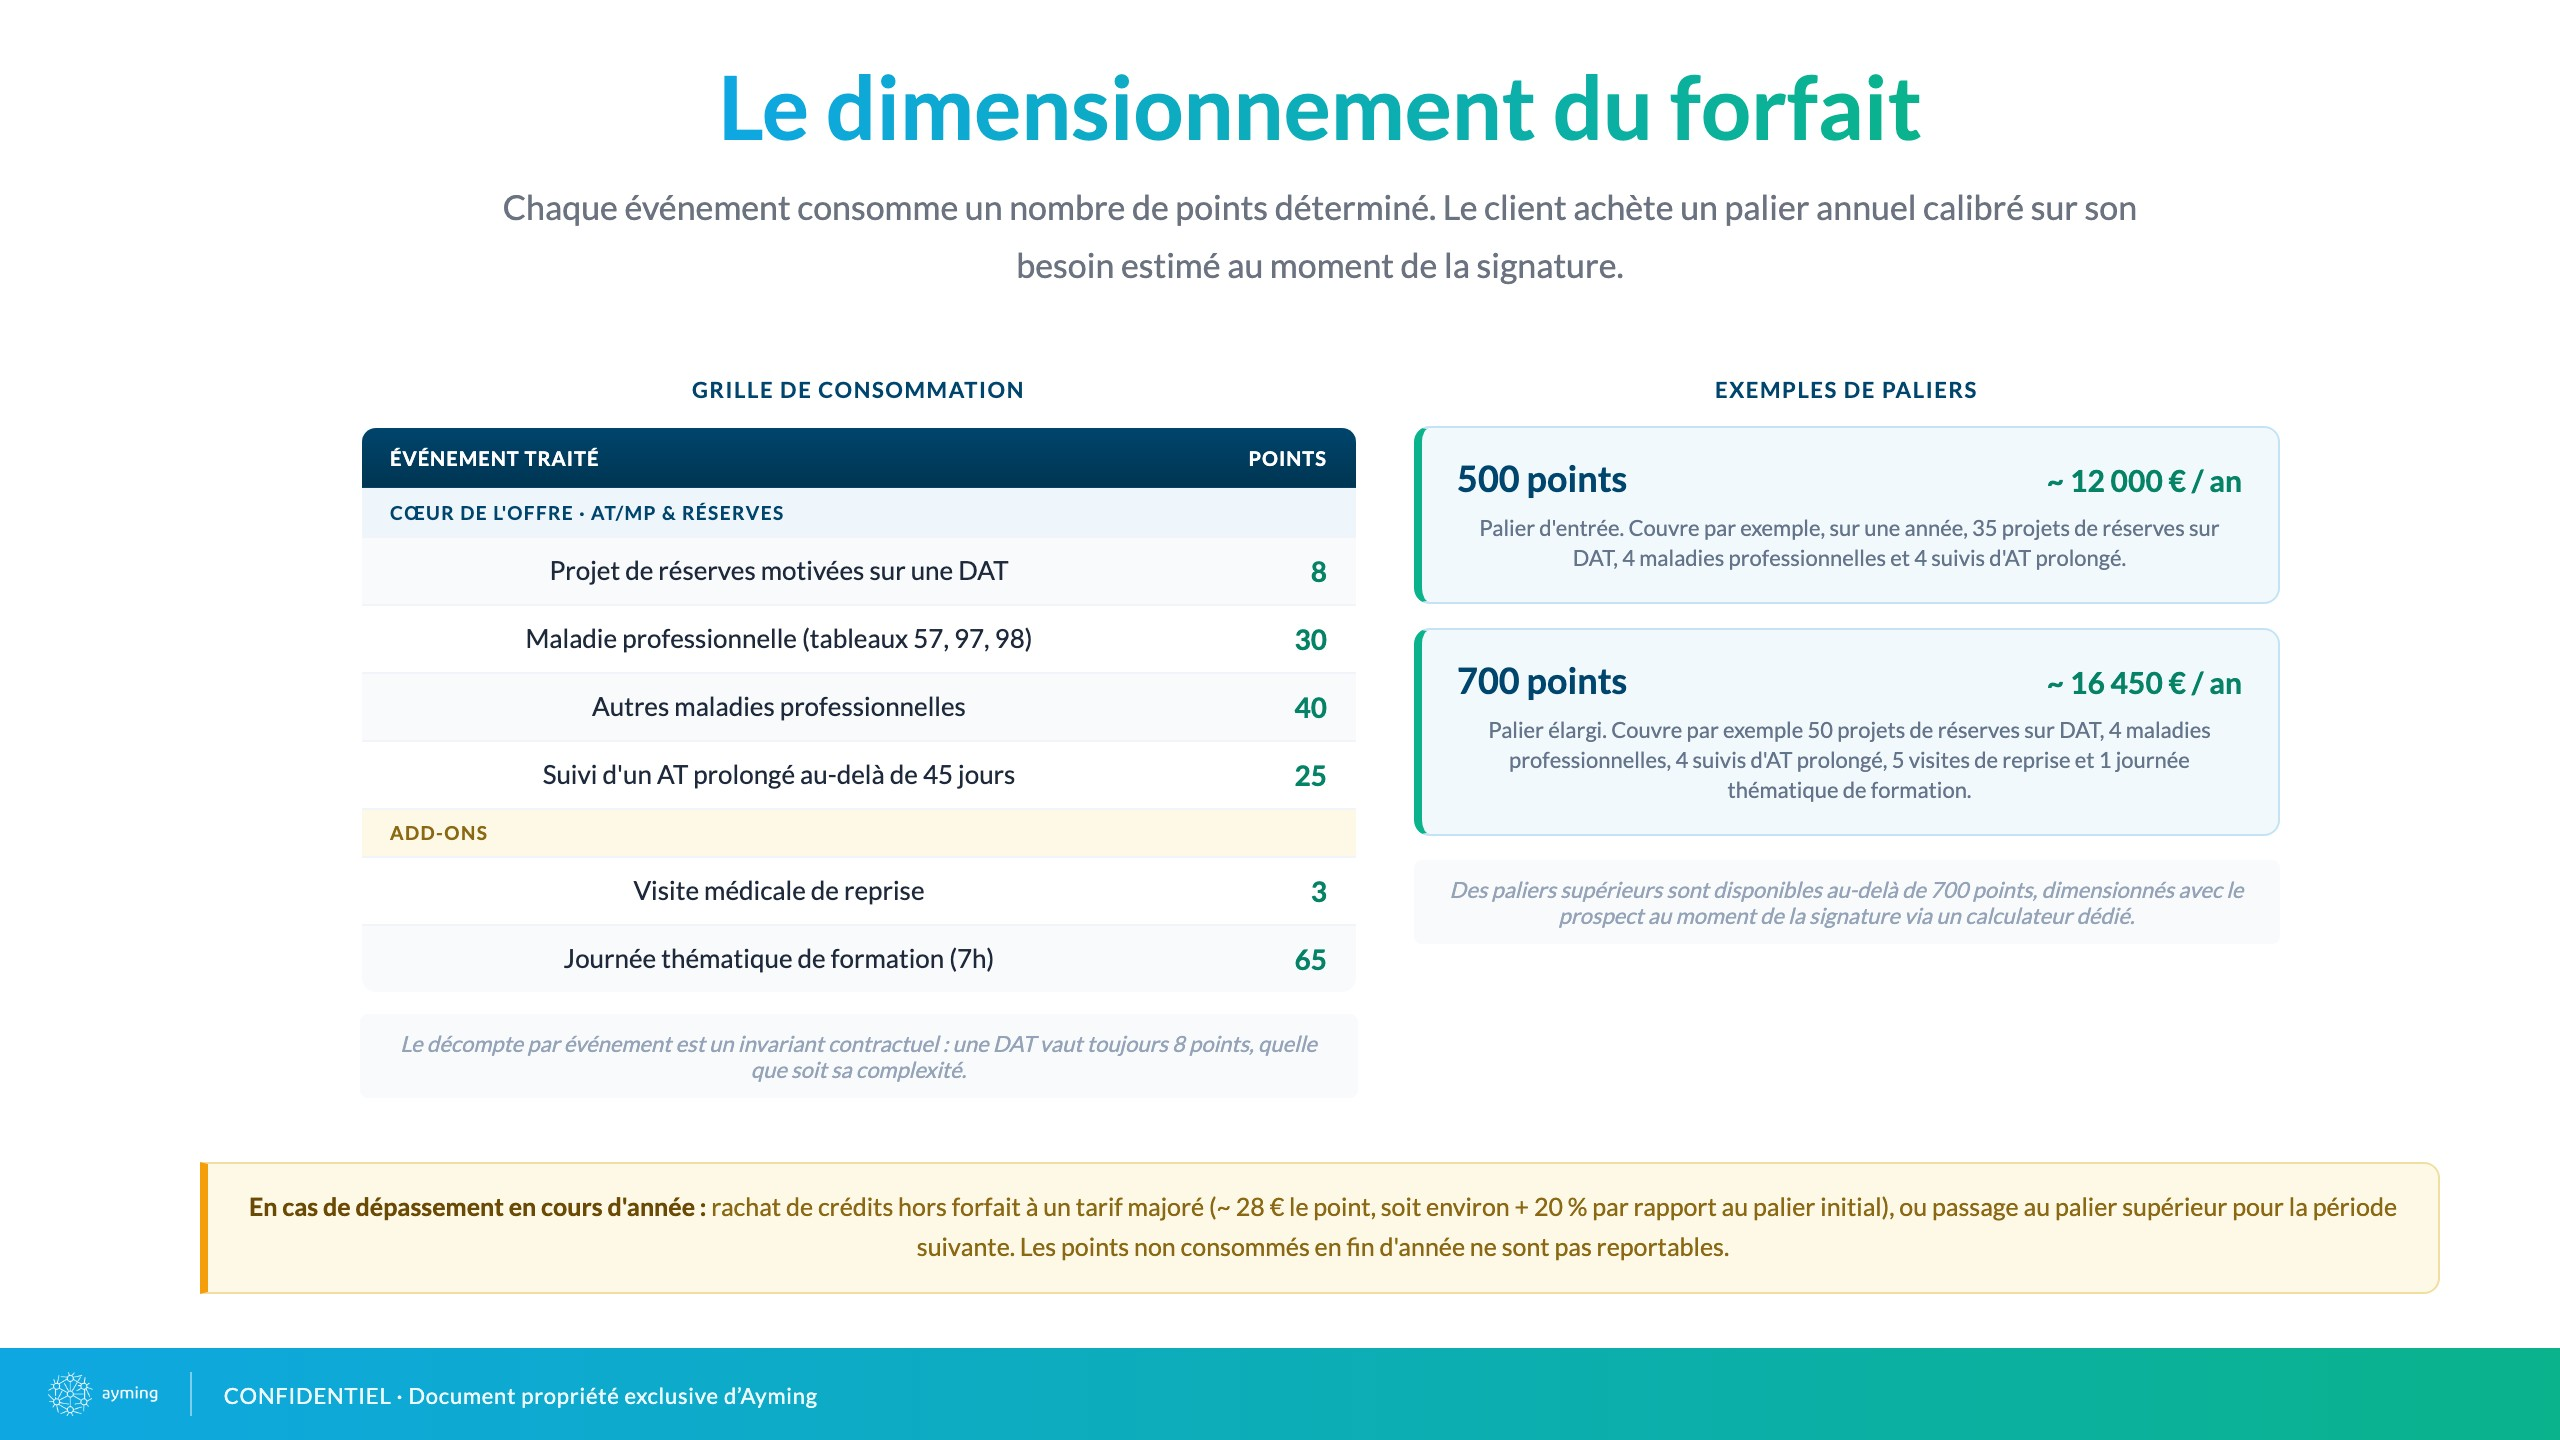 Le dimensionnement du forfait
Chaque événement consomme un nombre de points déterminé. Le client achète un palier annuel calibré sur son
besoin estimé au moment de la signature.
GRILLE DE CONSOMMATION
ÉVÉNEMENT TRAITÉ POINTS
CŒUR DE L'OFFRE · AT/MP & RÉSERVES
Projet de réserves motivées sur une DAT 8
Maladie professionnelle (tableaux 57, 97, 98) 30
Autres maladies professionnelles 40
Suivi d'un AT prolongé au-delà de 45 jours 25
ADD-ONS
Visite médicale de reprise 3
Journée thématique de formation (7h) 65
Le décompte par événement est un invariant contractuel : une DAT vaut toujours 8 points, quelle
que soit sa complexité.
EXEMPLES DE PALIERS
500 points ~ 12 000 € / an
Palier d'entrée. Couvre par exemple, sur une année, 35 projets de réserves sur
DAT, 4 maladies professionnelles et 4 suivis d'AT prolongé.
700 points ~ 16 450 € / an
Palier élargi. Couvre par exemple 50 projets de réserves sur DAT, 4 maladies
professionnelles, 4 suivis d'AT prolongé, 5 visites de reprise et 1 journée
thématique de formation.
Des paliers supérieurs sont disponibles au-delà de 700 points, dimensionnés avec le
prospect au moment de la signature via un calculateur dédié.
En cas de dépassement en cours d'année : rachat de crédits hors forfait à un tarif majoré (~ 28 € le point, soit environ + 20 % par rapport au palier initial), ou passage au palier supérieur pour la période
suivante. Les points non consommés en fin d'année ne sont pas reportables.
ayming
CONFIDENTIEL · Document propriété exclusive d’Ayming